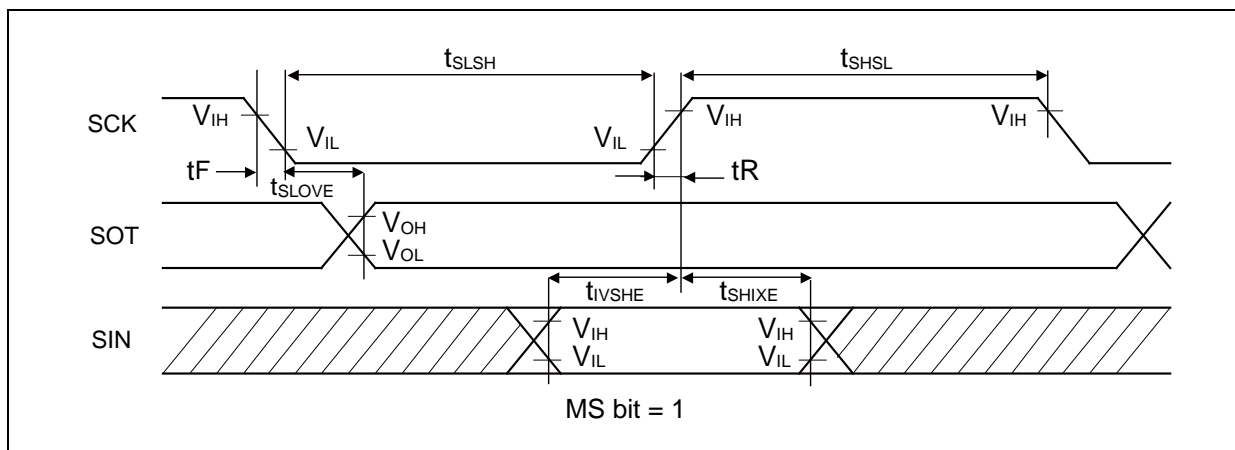 tSLSH
tSHSL
SCK
VIH
VIL
VIL
VIH
VIH
tF
tSLOVE
tR
SOT
VOH
VOL
tIVSHE
tSHIXE
SIN
VIH
VIL
VIH
VIL
MS bit = 1